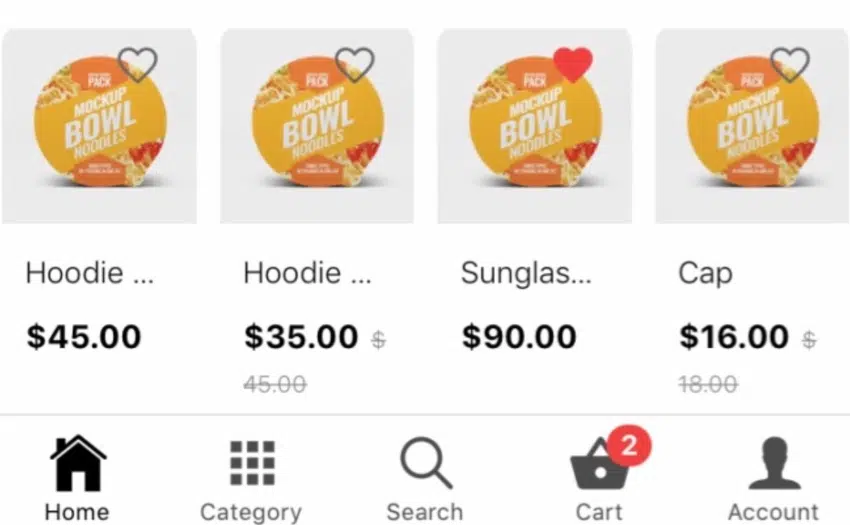 PACK
MOCKUP
BOWL
NOODLES
PACK
MOCKUP
BOWL
NOODLES
PACK
MOCKUP
BOWL
NOODLES
PACK
MOCKUP
BOWL
NOODLES
Hoodie ... Hoodie ... Sunglas... Cap
$45.00 $35.00 $ $90.00 $16.00 $
45.00 18.00
2
Home Category Search Cart Account